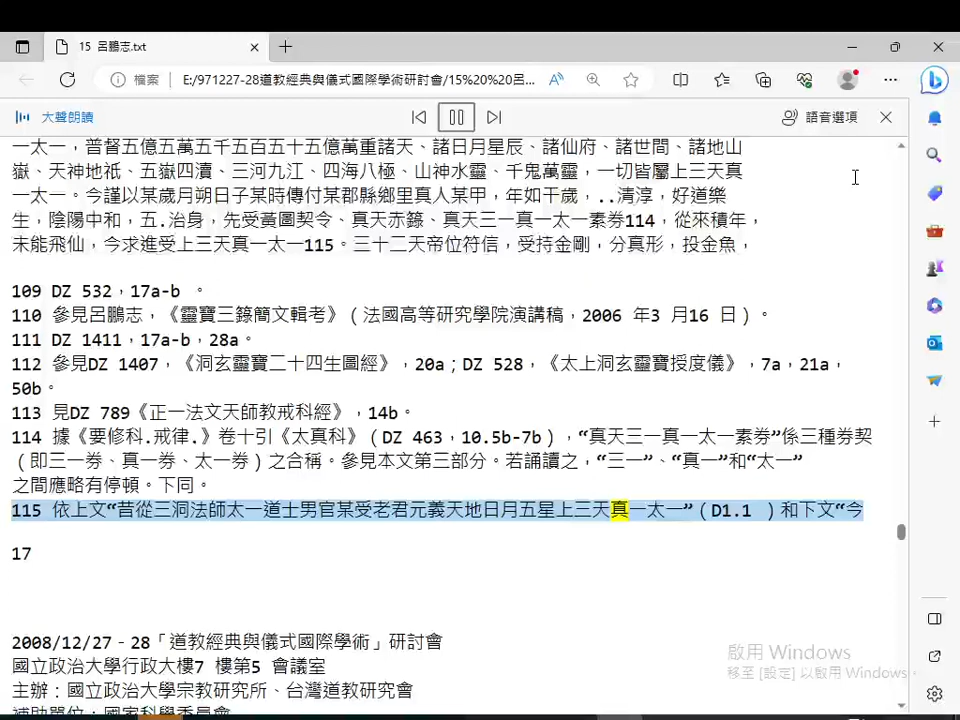 15 呂鵬志.txt
檔案 E:/971227-28道教經典與儀式國際學術研討會/15%20%20呂...
大聲朗讀
語音選項
一太一，普督五億五萬五千五百五十五億萬重諸天、諸日月星辰、諸仙府、諸世間、諸地山
嶽、天神地祇、五嶽四瀆、三河九江、四海八極、山神水靈、千鬼萬靈，一切皆屬上三天真
一太一。今謹以某歲月朔日子某時傳付某郡縣鄉里真人某甲，年如干歲，..清淳，好道樂
生，陰陽中和，五.治身，先受黃圖契令、真天赤籙、真天三一真一太一素券114，從來積年，
未能飛仙，今求進受上三天真一太一115。三十二天帝位符信，受持金剛，分真形，投金魚，
109 DZ 532，17a-b 。
110 參見呂鵬志，《靈寶三籙簡文輯考》（法國高等研究學院演講稿，2006 年3 月16 日）。
111 DZ 1411，17a-b，28a。
112 參見DZ 1407，《洞玄靈寶二十四生圖經》，20a；DZ 528，《太上洞玄靈寶授度儀》，7a，21a，
50b。
113 見DZ 789《正一法文天師教戒科經》，14b。
114 據《要修科.戒律.》卷十引《太真科》（DZ 463，10.5b-7b），“真天三一真一太一素券”係三種券契
（即三一券、真一券、太一券）之合稱。參見本文第三部分。若誦讀之，“三一”、“真一”和“太一”
之間應略有停頓。下同。
115 依上文“昔從三洞法師太一道士男官某受老君元義天地日月五星上三天真一太一”（D1.1 ）和下文“今
17
2008/12/27－28「道教經典與儀式國際學術」研討會
國立政治大學行政大樓7 樓第5 會議室
主辦：國立政治大學宗教研究所、台灣道教研究會
補助單位：國家科學委員會
啟用 Windows
移至 [設定] 以啟用 Windows。